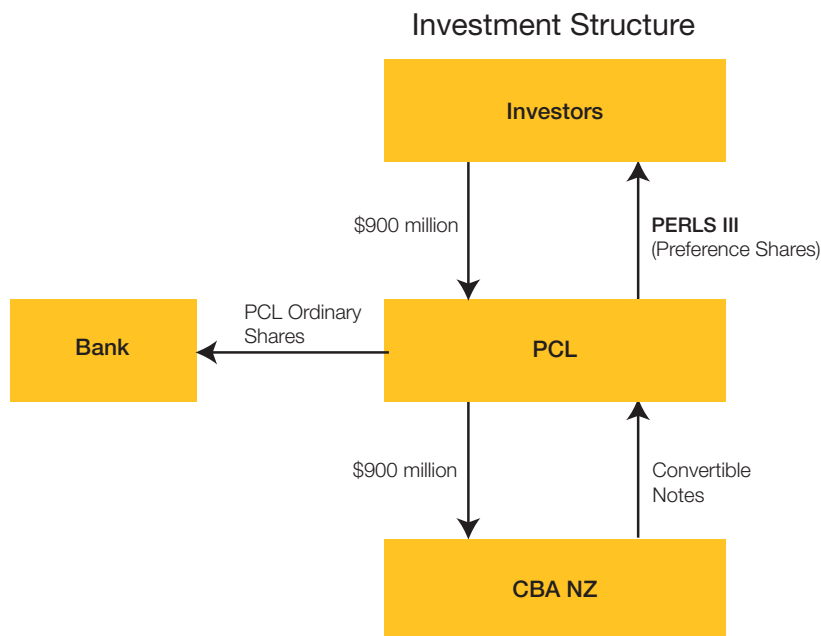 Investment Structure
Investors
$900 million
PERLS III
(Preference Shares)
PCL Ordinary
Shares
Bank
PCL
$900 million
Convertible
Notes
CBA NZ